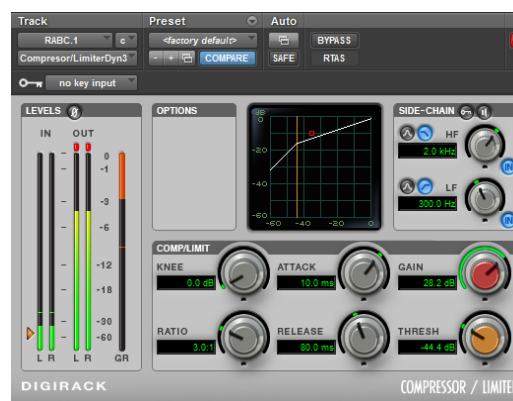 Track Preset Auto
RABC.1 c <factory default> BYPASS
Compresor/LimiterDyn3 - + COMPARE SAFE RTAS
no key input
LEVELS Ø OPTIONS SIDE-CHAIN
IN OUT
dB
0
-20
-40
-60
-60 -40 -20 0
HF
2.0 kHz IN
LF
300.0 Hz IN
0
-1
-3
-6
-12
-18
-30
-60
L R L R GR
COMP/LIMIT
KNEE ATTACK GAIN
0.0 dB 10.0 ms 28.2 dB
RATIO RELEASE THRESH
3.0:1 80.0 ms -44.4 dB
DIGIRACK COMPRESSOR / LIMITE